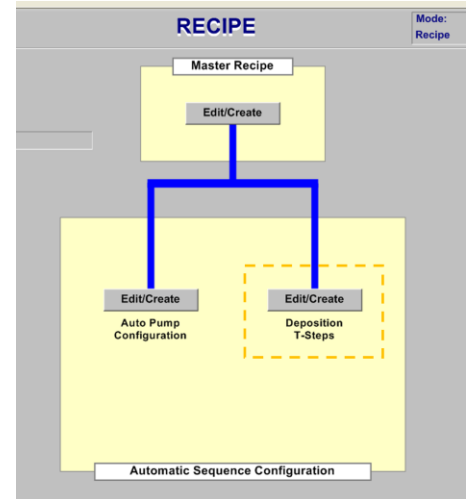 RECIPE
Mode:
Recipe
Master Recipe
Edit/Create
Edit/Create
Edit/Create
Auto Pump
Configuration
Deposition
T-Steps
Automatic Sequence Configuration